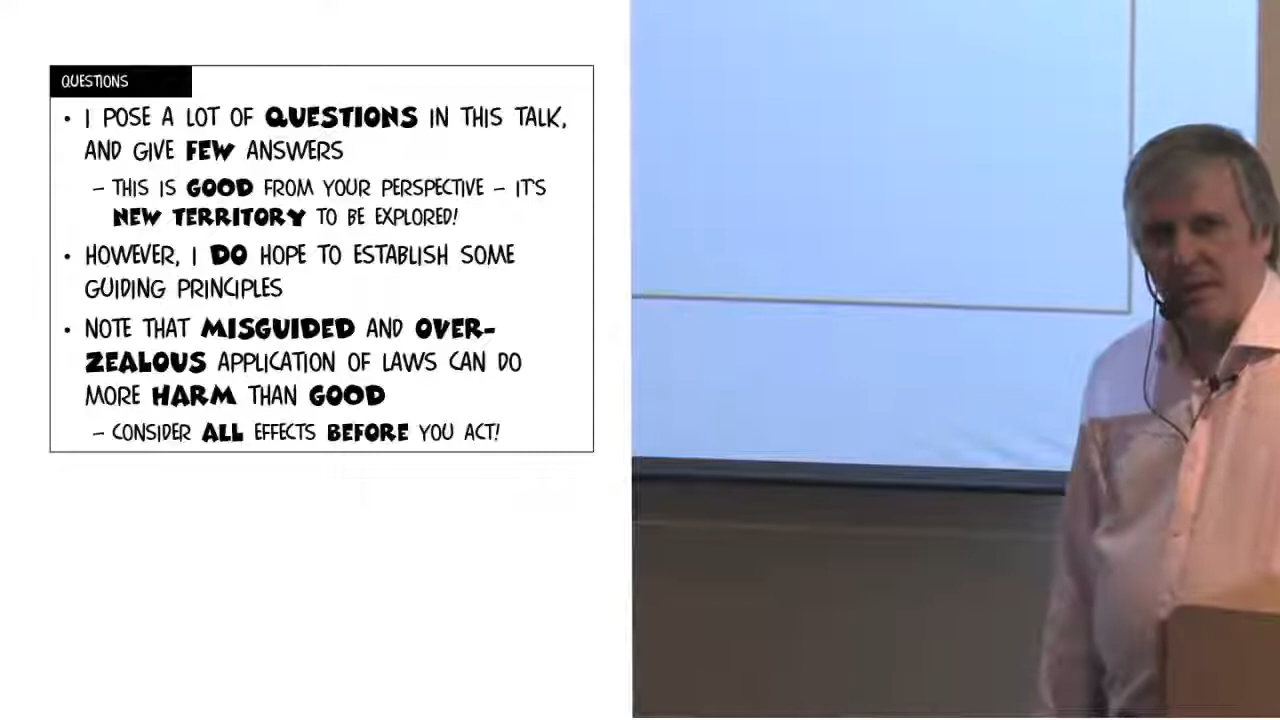 QUESTIONS
• I POSE A LOT OF QUESTIONS IN THIS TALK,
AND GIVE FEW ANSWERS
– THIS IS GOOD FROM YOUR PERSPECTIVE – IT'S
NEW TERRITORY TO BE EXPLORED!
• HOWEVER, I DO HOPE TO ESTABLISH SOME
GUIDING PRINCIPLES
• NOTE THAT MISGUIDED AND OVER-
ZEALOUS APPLICATION OF LAWS CAN DO
MORE HARM THAN GOOD
– CONSIDER ALL EFFECTS BEFORE YOU ACT!